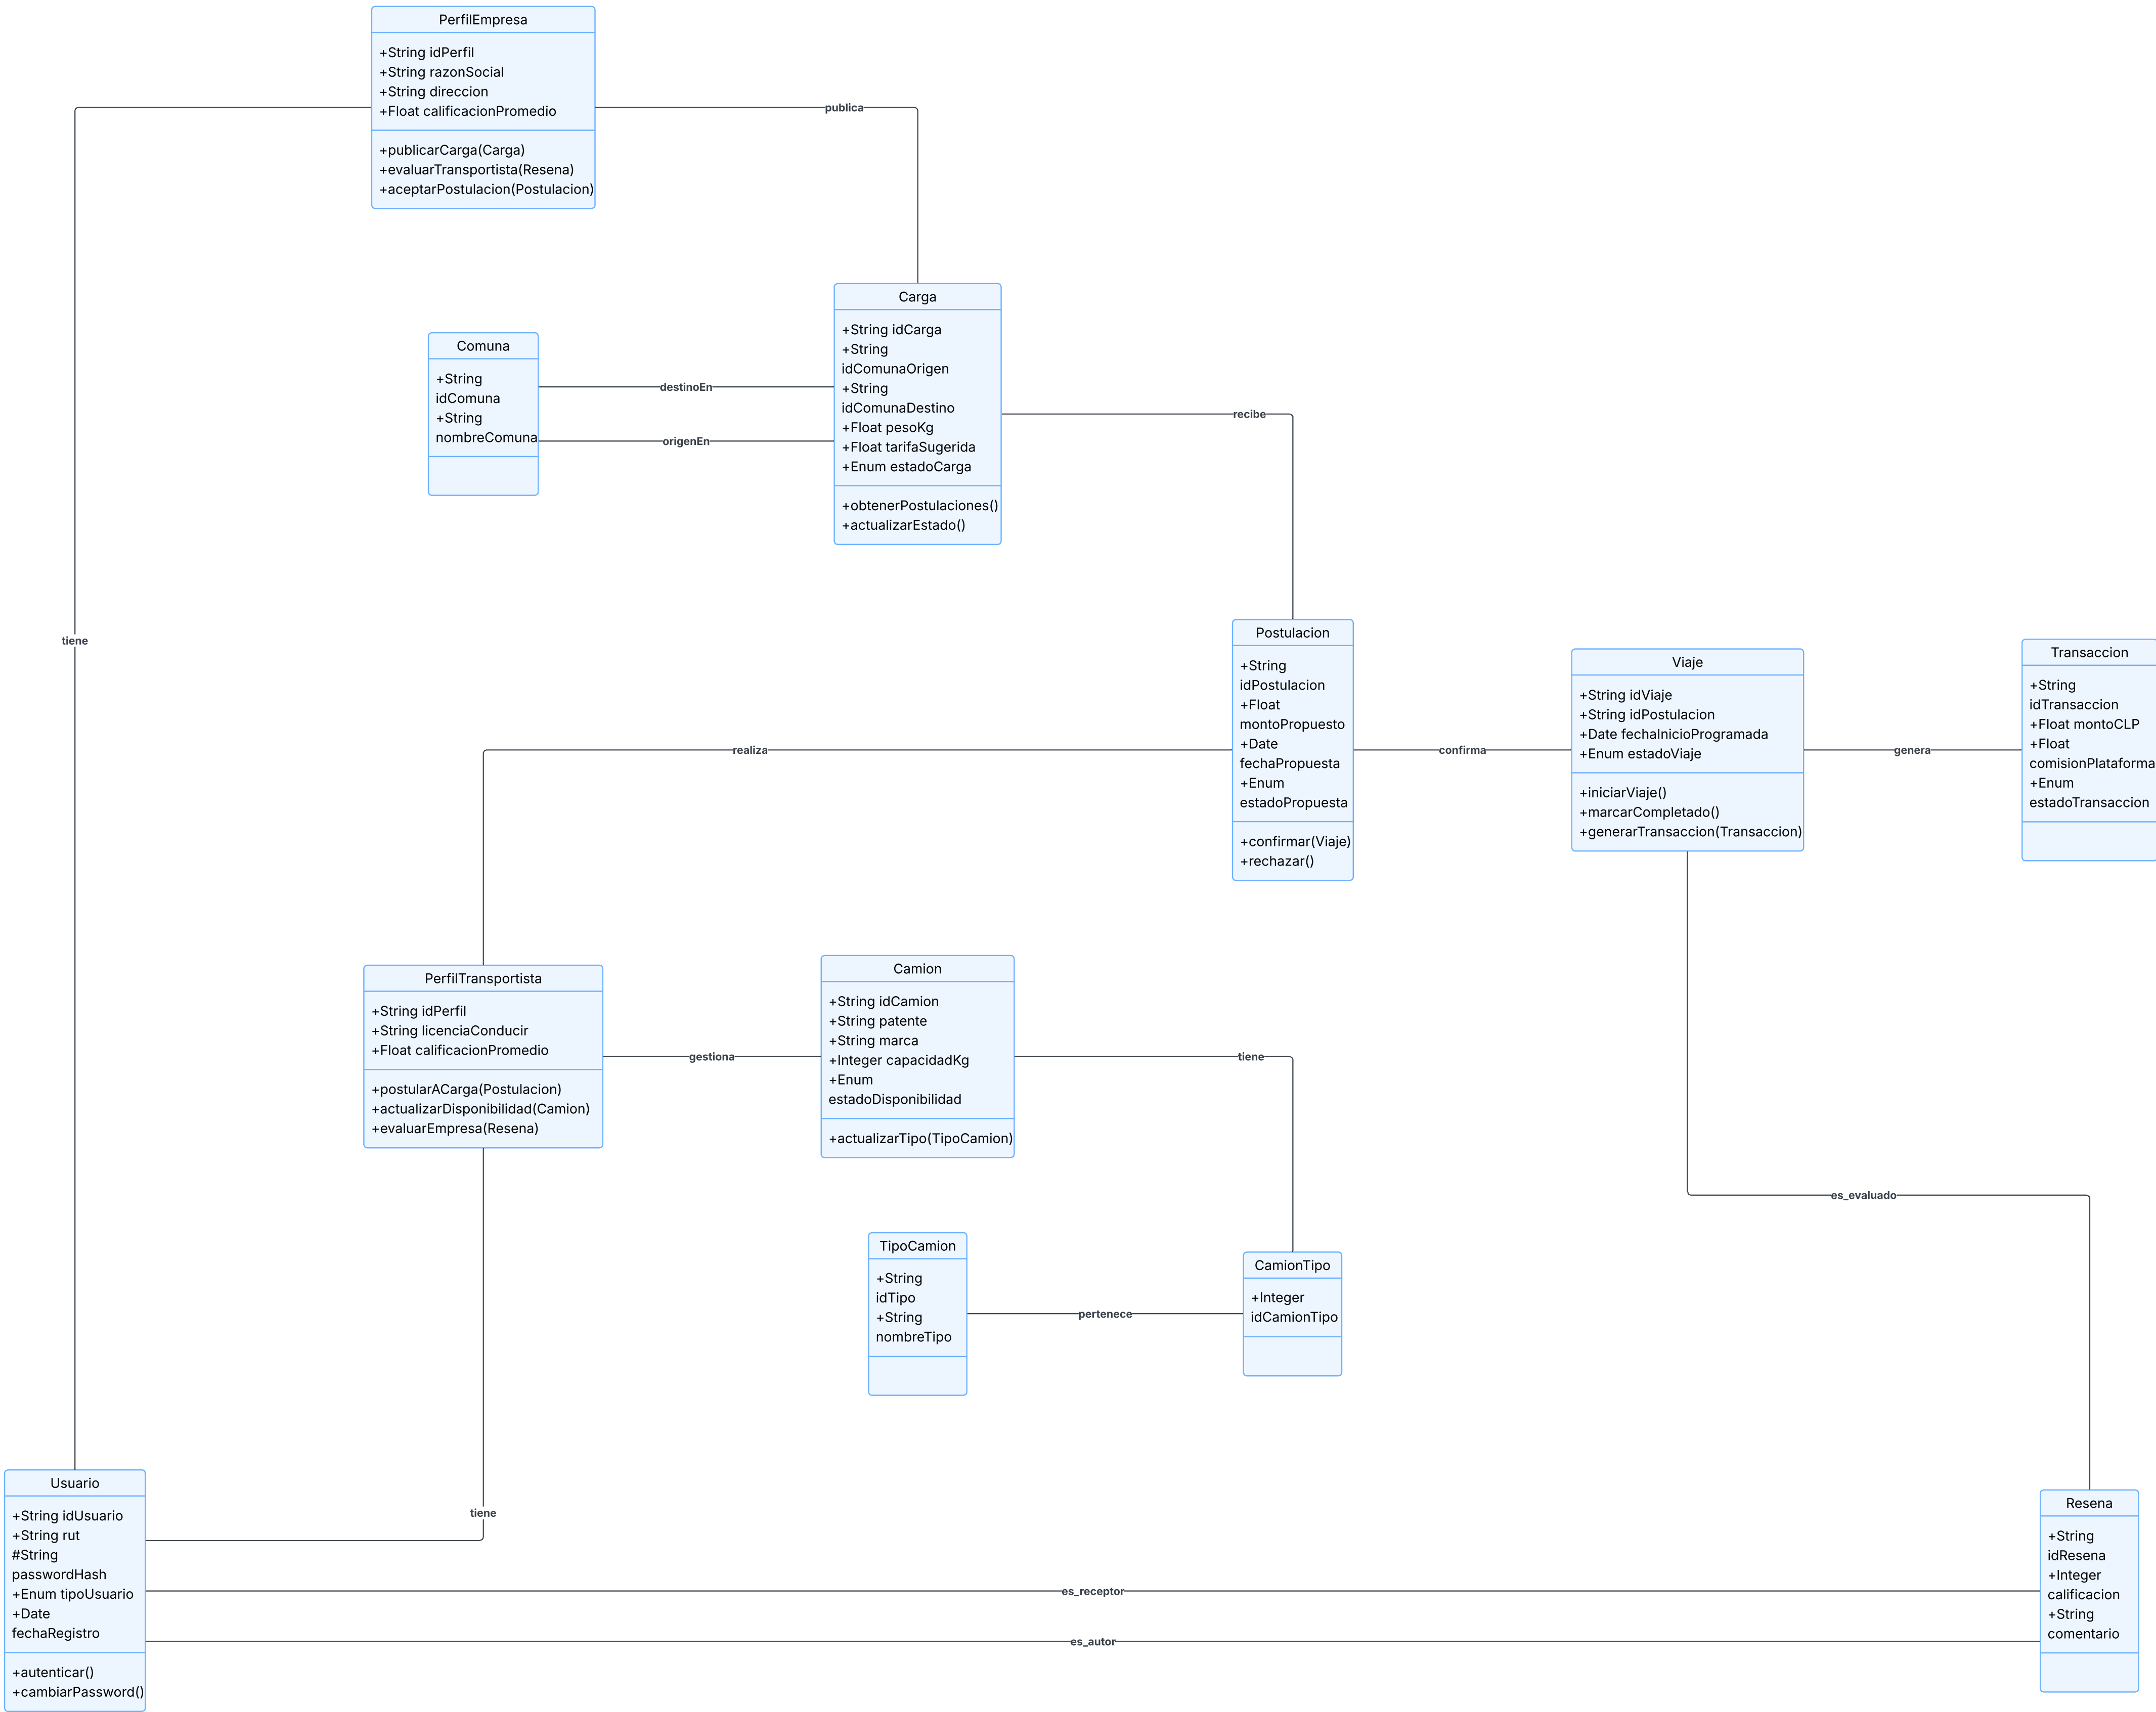 PerfilEmpresa
+String idPerfil
+String razonSocial
+String direccion
+Float calificacionPromedio
+publicarCarga(Carga)
+evaluarTransportista(Resena)
+aceptarPostulacion(Postulacion)
publica
Carga
+String idCarga
+String
idComunaOrigen
+String
idComunaDestino
+Float pesoKg
+Float tarifaSugerida
+Enum estadoCarga
+obtenerPostulaciones()
+actualizarEstado()
Comuna
+String
idComuna
+String
nombreComuna
destinoEn
origenEn
recibe
tiene
Postulacion
+String
idPostulacion
+Float
montoPropuesto
+Date
fechaPropuesta
+Enum
estadoPropuesta
+confirmar(Viaje)
+rechazar()
realiza
confirma
Viaje
+String idViaje
+String idPostulacion
+Date fechaInicioProgramada
+Enum estadoViaje
+iniciarViaje()
+marcarCompletado()
+generarTransaccion(Transaccion)
genera
Transaccion
+String
idTransaccion
+Float montoCLP
+Float
comisionPlataforma
+Enum
estadoTransaccion
PerfilTransportista
+String idPerfil
+String licenciaConducir
+Float calificacionPromedio
+postularACarga(Postulacion)
+actualizarDisponibilidad(Camion)
+evaluarEmpresa(Resena)
gestiona
Camion
+String idCamion
+String patente
+String marca
+Integer capacidadKg
+Enum
estadoDisponibilidad
+actualizarTipo(TipoCamion)
tiene
es_evaluado
TipoCamion
+String
idTipo
+String
nombreTipo
pertenece
CamionTipo
+Integer
idCamionTipo
Usuario
+String idUsuario
+String rut
#String
passwordHash
+Enum tipoUsuario
+Date
fechaRegistro
+autenticar()
+cambiarPassword()
tiene
es_receptor
es_autor
Resena
+String
idResena
+Integer
calificacion
+String
comentario